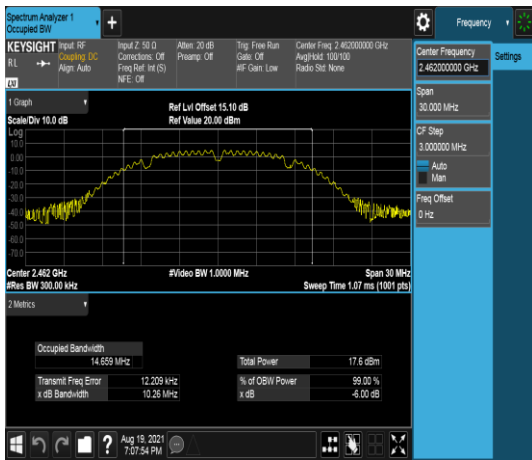 Spectrum Analyzer 1
Occupied BW
Frequency
KEYSIGHT
RL
Input: RF
Coupling: DC
Align: Auto
Input Z: 50 Ω
Corrections: Off
Freq Ref: Int (S)
NFE: Off
Atten: 20 dB
Preamp: Off
Trig: Free Run
Gate: Off
#IF Gain: Low
Center Freq: 2.462000000 GHz
Avg|Hold: 100/100
Radio Std: None
LXI
Center Frequency
2.462000000 GHz
Settings
Span
30.000 MHz
CF Step
3.000000 MHz
Auto
Man
Freq Offset
0 Hz
1 Graph
Scale/Div 10.0 dB
Ref Lvl Offset 15.10 dB
Ref Value 20.00 dBm
Log
10.0
0.00
-10.0
-20.0
-30.0
-40.0
-50.0
-60.0
-70.0
Center 2.462 GHz
#Res BW 300.00 kHz
#Video BW 1.0000 MHz
Span 30 MHz
Sweep Time 1.07 ms (1001 pts)
2 Metrics
Occupied Bandwidth
14.659 MHz
Total Power 17.6 dBm
Transmit Freq Error 12.209 kHz
% of OBW Power 99.00 %
x dB Bandwidth 10.26 MHz
x dB -6.00 dB
Aug 19, 2021
7:07:54 PM